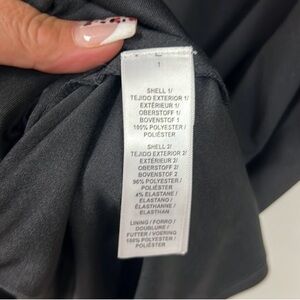 1
SHELL 1/
TEJIDO EXTERIOR 1/
EXTÉRIEUR 1/
OBERSTOFF 1/
BOVENSTOF 1
100% POLYESTER /
POLIÉSTER
SHELL 2/
TEJIDO EXTERIOR 2/
EXTÉRIEUR 2/
OBERSTOFF 2/
BOVENSTOF 2
96% POLYESTER /
POLIÉSTER
4% ELASTANE /
ELASTANO /
ÉLASTHANNE /
ELASTHAN
LINING / FORRO /
DOUBLURE /
FUTTER / VOERING
100% POLYESTER /
POLIÉSTER